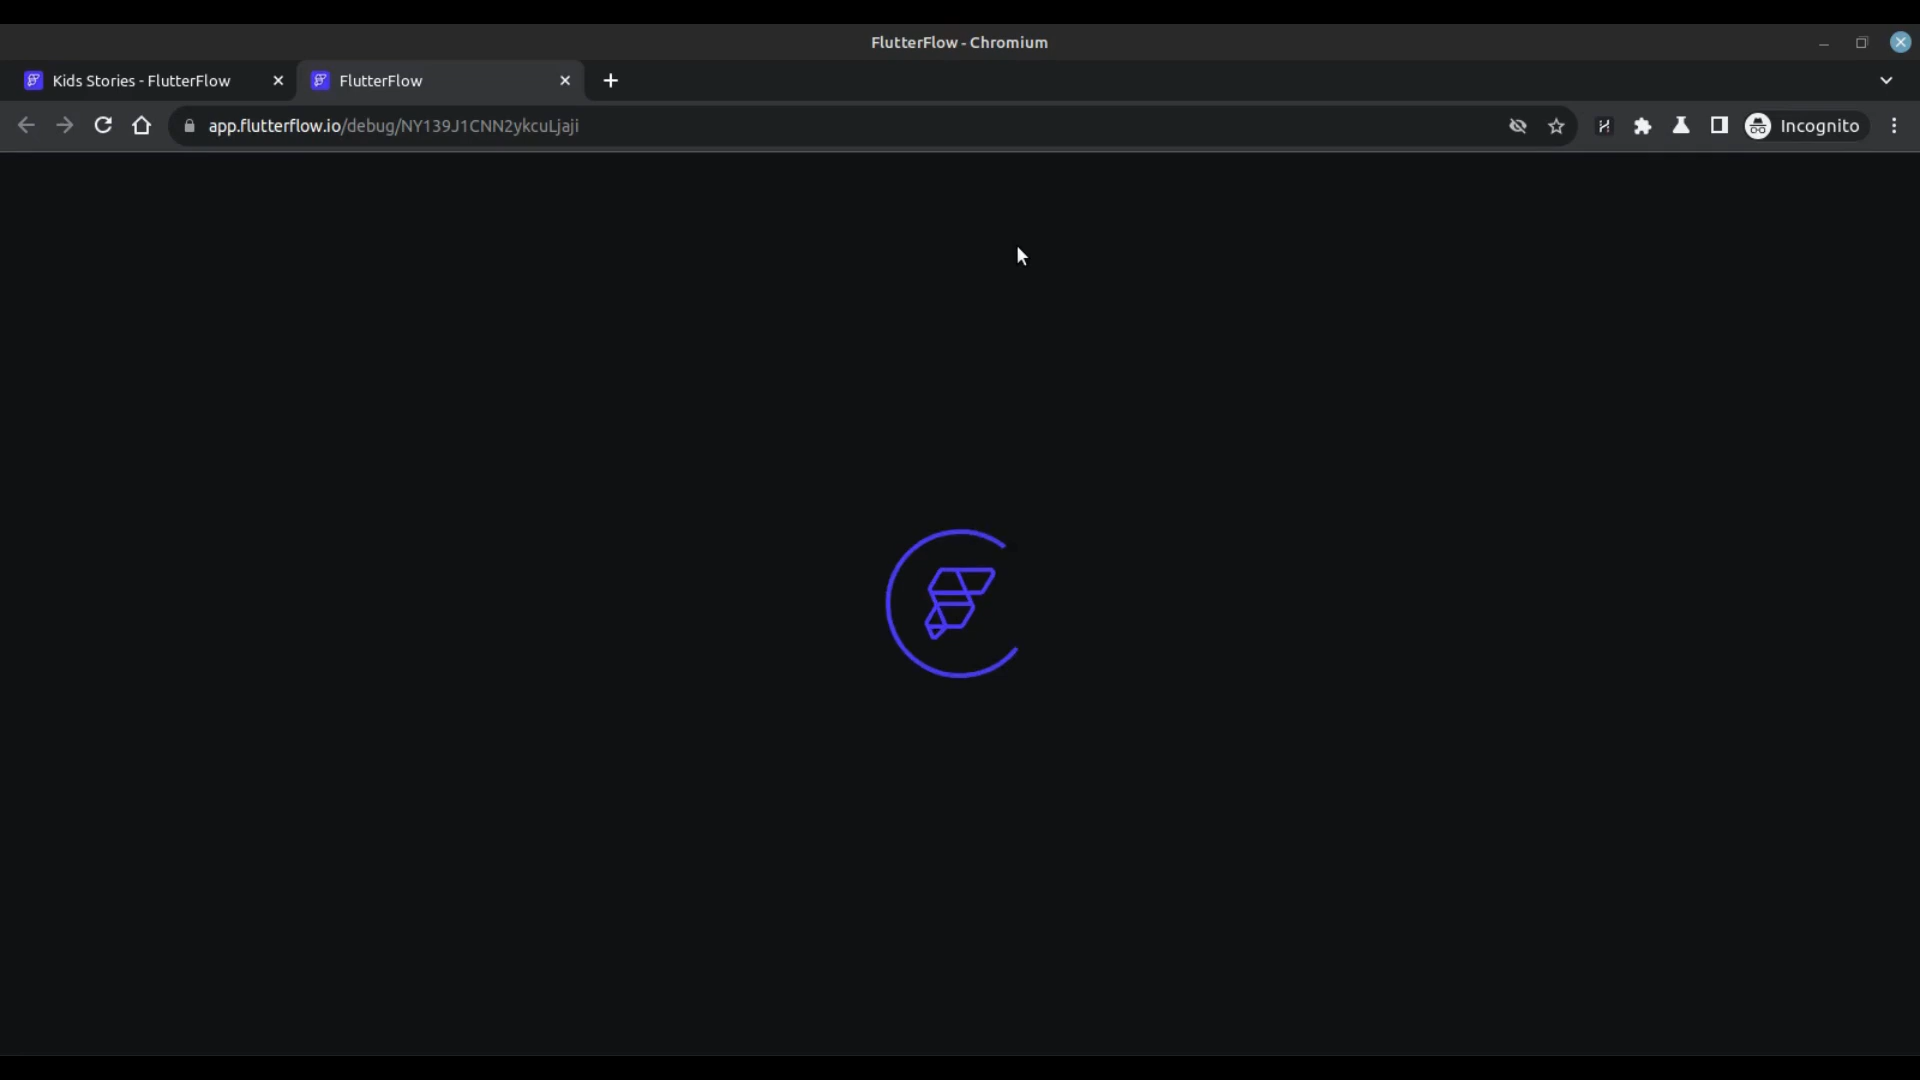 FlutterFlow - Chromium
Kids Stories - FlutterFlow
FlutterFlow
app.flutterflow.io/debug/NY139J1CNN2ykcuLjaji
Incognito